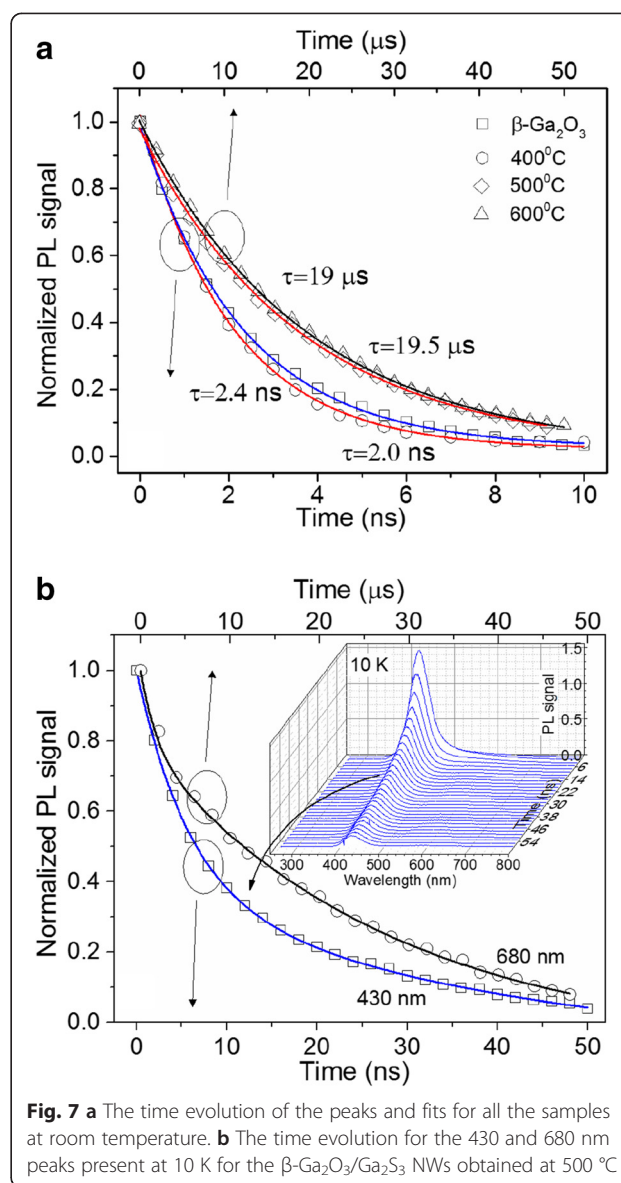 a
Time (μs)
0 10 20 30 40 50
Normalized PL signal
1.0
0.8
0.6
0.4
0.2
0.0
β-Ga₂O₃
400⁰C
500⁰C
600⁰C
τ=19 μs
τ=19.5 μs
τ=2.4 ns
τ=2.0 ns
0 2 4 6 8 10
Time (ns)
b
Time (μs)
0 10 20 30 40 50
Normalized PL signal
1.0
0.8
0.6
0.4
0.2
0.0
10 K
PL signal
1.5
1.0
0.5
0.0
6
14
22
30
38
46
54
Time (ns)
300 400 500 600 700 800
Wavelength (nm)
680 nm
430 nm
0 10 20 30 40 50
Time (ns)
Fig. 7 a The time evolution of the peaks and fits for all the samples
at room temperature. b The time evolution for the 430 and 680 nm
peaks present at 10 K for the β-Ga₂O₃/Ga₂S₃ NWs obtained at 500 °C